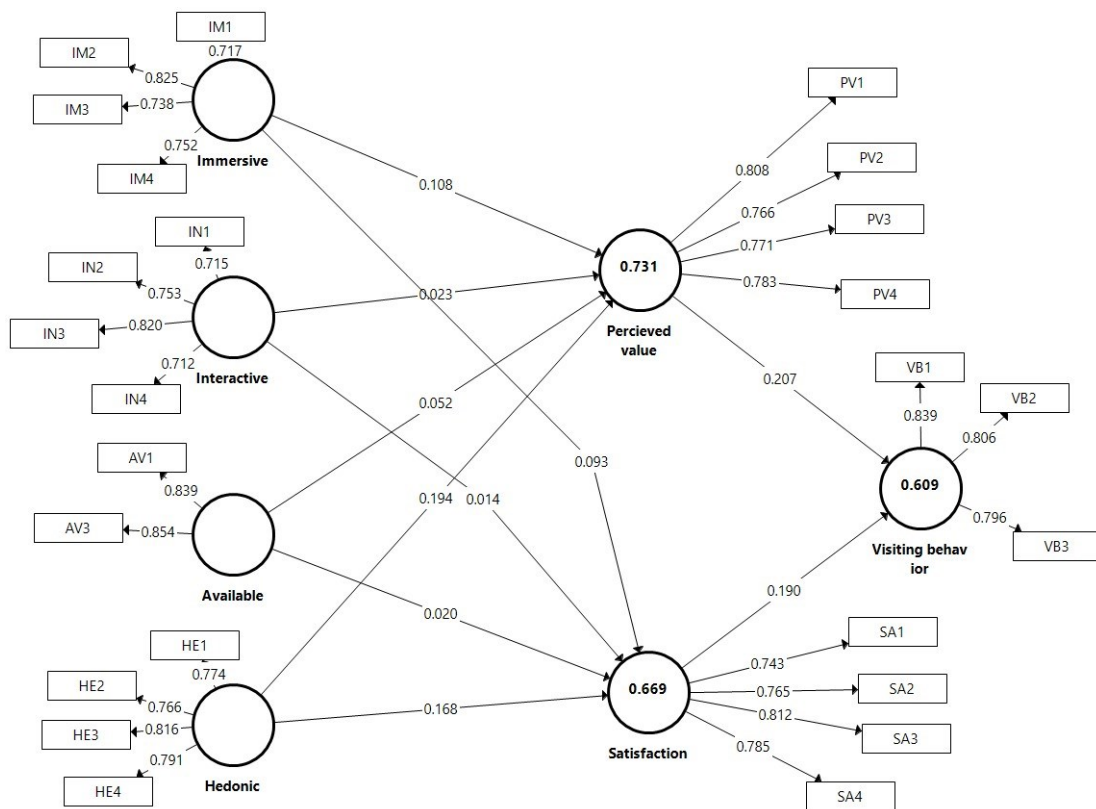 IM1
0.717
IM2
0.825
IM3
0.738
0.752
IM4
Immersive
IN1
0.715
IN2
0.753
IN3
0.820
0.712
IN4
Interactive
AV1
0.839
AV3
0.854
Available
HE1
0.774
HE2
0.766
HE3
0.816
0.791
HE4
Hedonic
0.108
0.023
0.052
0.194
0.093
0.014
0.020
0.168
PV1
0.808
PV2
0.766
PV3
0.771
0.783
PV4
0.731
Percieved
value
0.207
0.190
VB1
0.839
VB2
0.806
0.609
0.796
VB3
Visiting behav
ior
SA1
0.743
0.669
0.765
SA2
0.812
SA3
0.785
SA4
Satisfaction